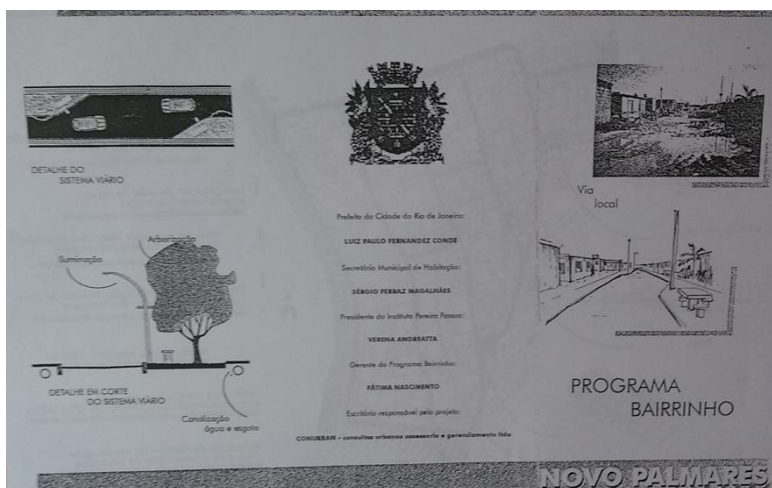 DETALHE DO
SISTEMA VIÁRIO
Arborização
Iluminação
DETALHE EM CORTE
DO SISTEMA VIÁRIO
Canalização
água e esgoto
Prefeito da Cidade do Rio de Janeiro:
LUIZ PAULO FERNANDEZ CONDE
Secretário Municipal de Habitação:
SÉRGIO FERRAZ MAGALHÃES
Presidente do Instituto Pereira Passos:
VERENA ANDREATTA
Gerente do Programa Bairrinho:
FÁTIMA NASCIMENTO
Escritório responsável pelo projeto:
CONURBAN - consultas urbanas assessoria e gerenciamento ltda
Via
local
PROGRAMA
BAIRRINHO
NOVO PALMARES